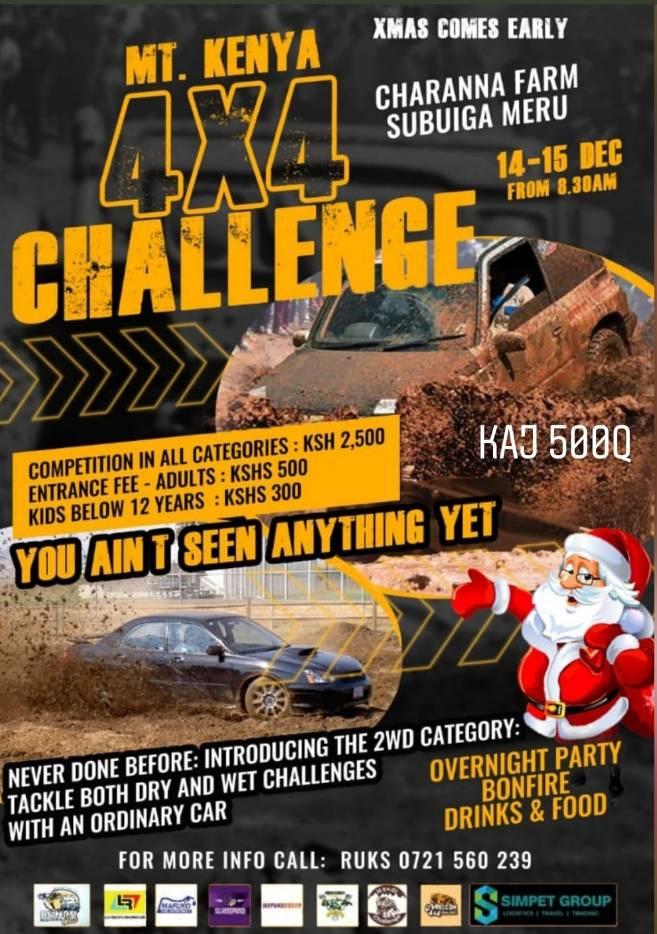 XMAS COMES EARLY
MT. KENYA
4X4
CHALLENGE
CHARANNA FARM
SUBUIGA MERU
14-15 DEC
FROM 8.30AM
KAJ 500Q
COMPETITION IN ALL CATEGORIES : KSH 2,500
ENTRANCE FEE - ADULTS : KSHS 500
KIDS BELOW 12 YEARS : KSHS 300
YOU AIN T SEEN ANYTHING YET
NEVER DONE BEFORE: INTRODUCING THE 2WD CATEGORY:
TACKLE BOTH DRY AND WET CHALLENGES
WITH AN ORDINARY CAR
OVERNIGHT PARTY
BONFIRE
DRINKS & FOOD
FOR MORE INFO CALL: RUKS 0721 560 239
SIMPET GROUP
LOGISTICS | TRAVEL | TRADING